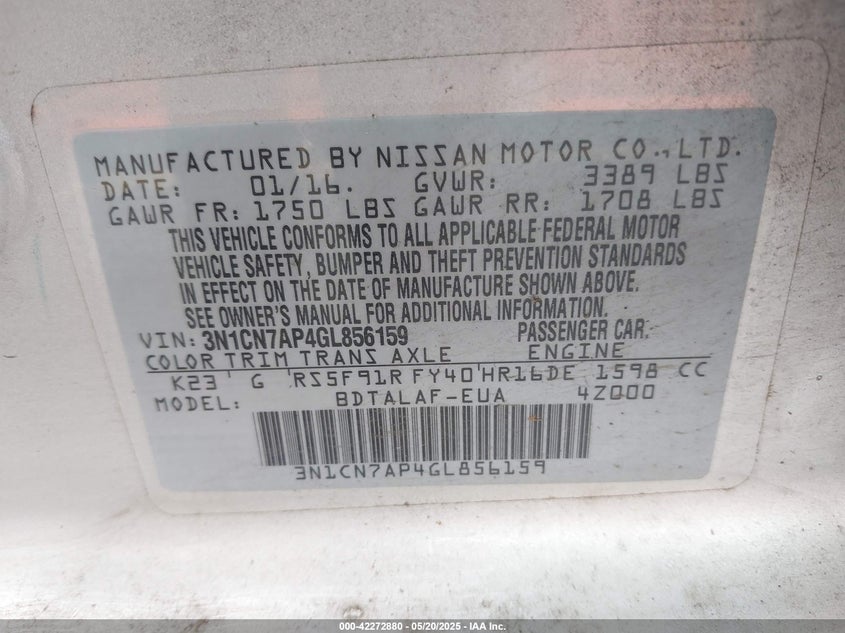 MANUFACTURED BY NISSAN MOTOR CO., LTD.
DATE: 01/16. GVWR: 3389 LBS
GAWR FR: 1750 LBS GAWR RR: 1708 LBS
THIS VEHICLE CONFORMS TO ALL APPLICABLE FEDERAL MOTOR
VEHICLE SAFETY, BUMPER AND THEFT PREVENTION STANDARDS
IN EFFECT ON THE DATE OF MANUFACTURE SHOWN ABOVE.
SEE OWNER'S MANUAL FOR ADDITIONAL INFORMATION.
VIN: 3N1CN7AP4GL856159 PASSENGER CAR.
COLOR TRIM TRANS AXLE ENGINE
K23 G RS5F91R FY40 HR16DE 1598 CC
MODEL: BDTALAF-EUA 4Z000
3N1CN7AP4GL856159
000-42272880 - 05/20/2025 - IAA Inc.